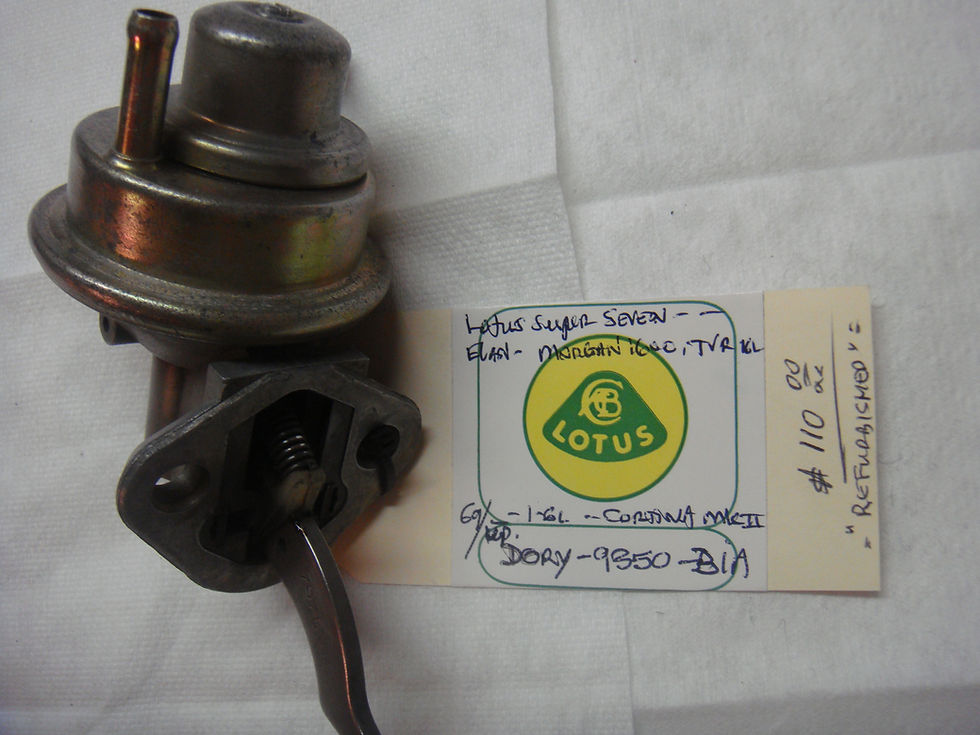 LOTUS SUPER SEVEN - -
ELAN - MORGAN 1600, TVR 1.6L
LOTUS
69/ - 1.6L -- CORTINA MK II
DORY - 9350 - B1A
$110 00
"REFURBISHED"